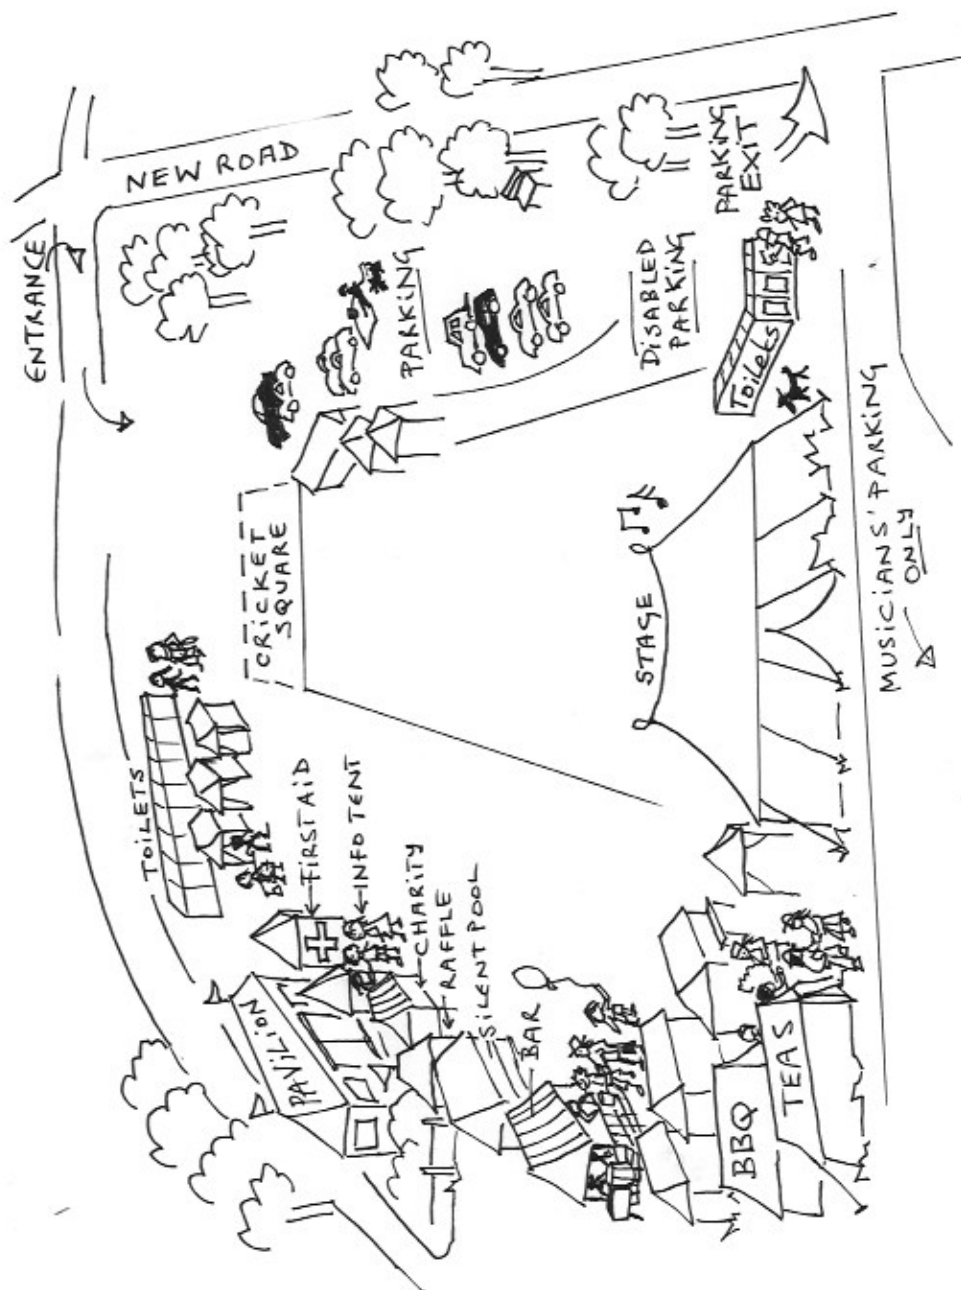 ENTRANCE
NEW ROAD
PARKING
PARKING
EXIT
DISABLED
PARKING
Toilets
CRICKET
SQUARE
STAGE
MUSICIANS' PARKING
ONLY
TOILETS
FIRST AID
INFO TENT
CHARITY
RAFFLE
SILENT POOL
BAR
PAVILION
BBQ
TEAS